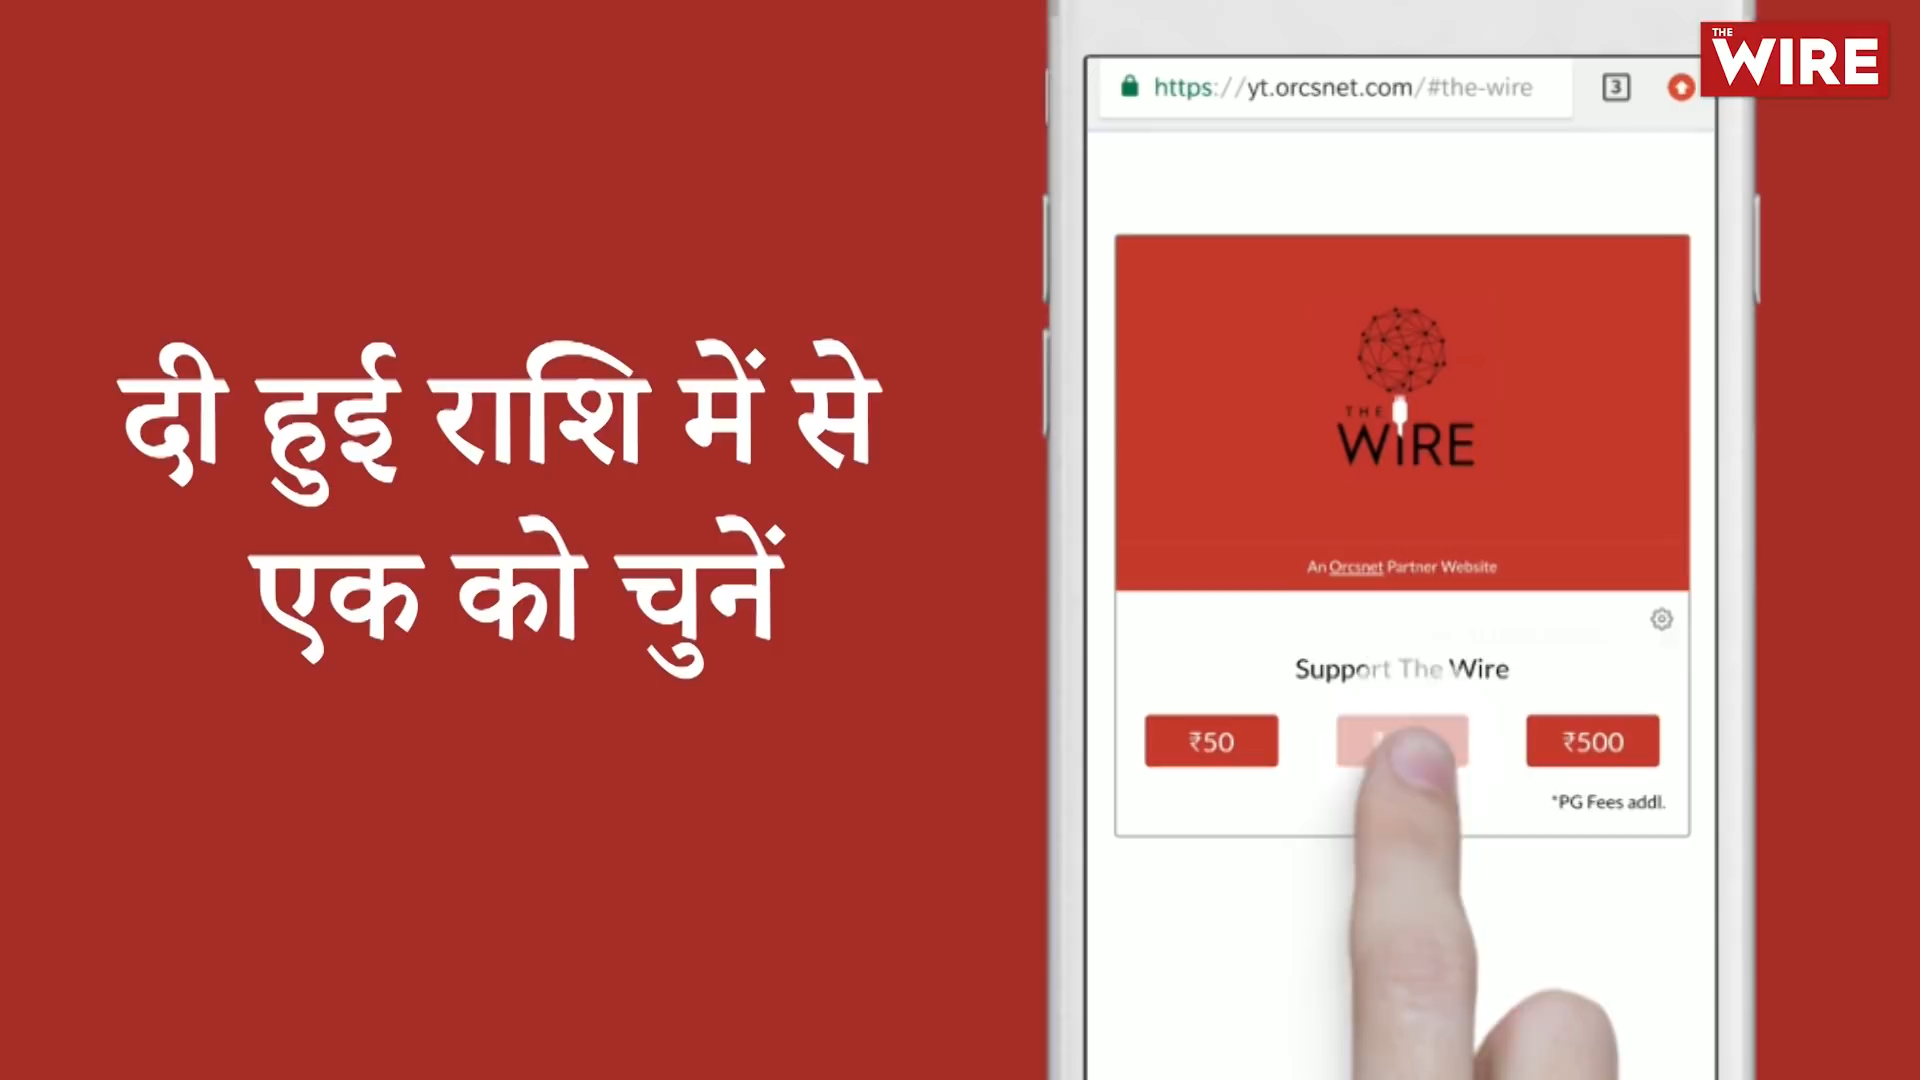 दी हुई राशि में से
एक को चुनें
THE
WIRE
https://yt.orcsnet.com/#the-wire
3
THE
WIRE
An Orcsnet Partner Website
Support The Wire
₹50
₹500
*PG Fees addl.